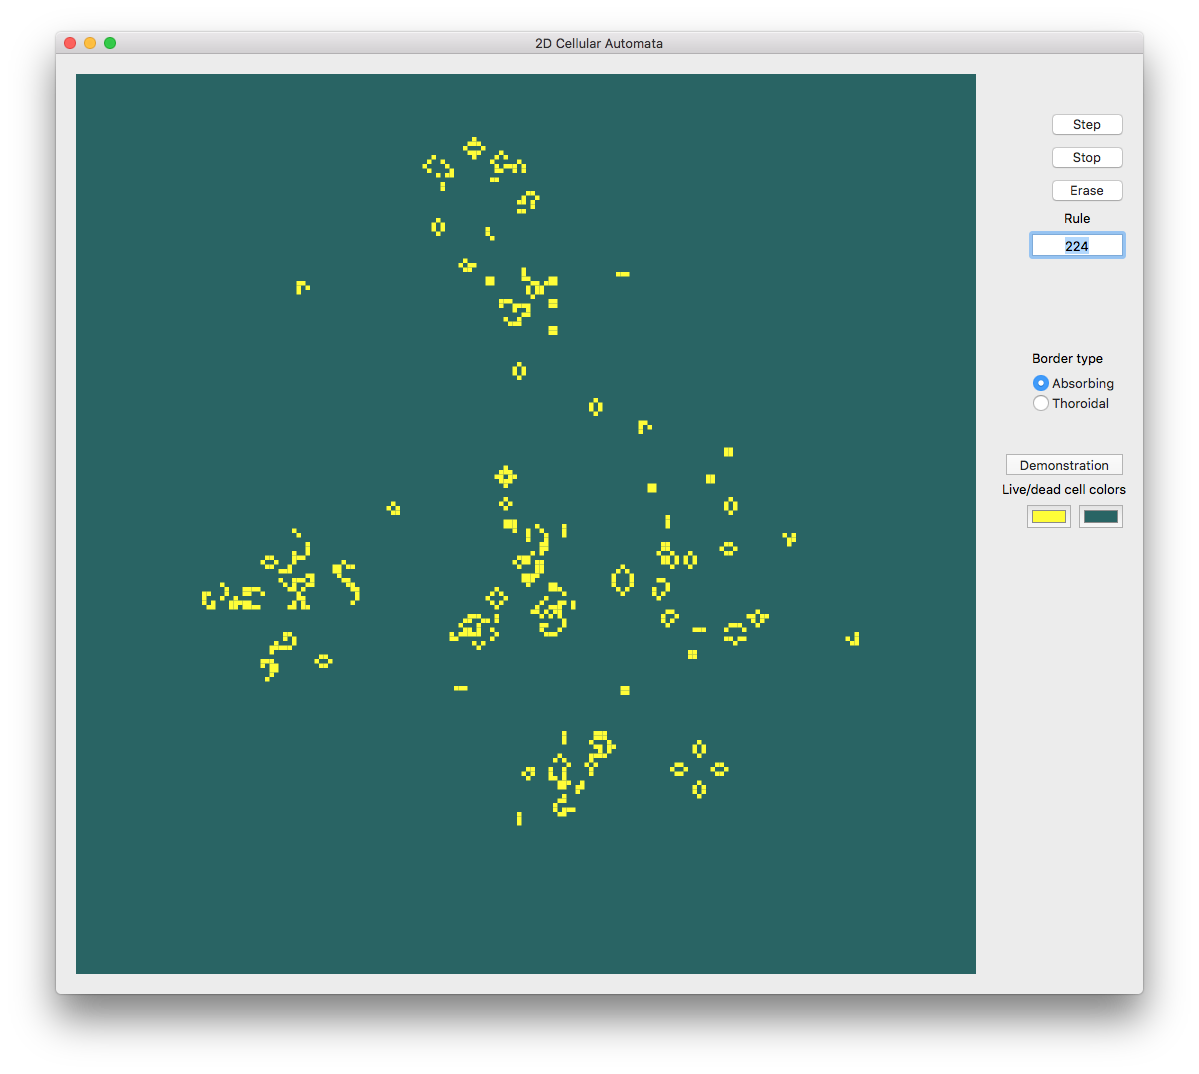 2D Cellular Automata
Step
Stop
Erase
Rule
224
Border type
Absorbing
Thoroidal
Demonstration
Live/dead cell colors